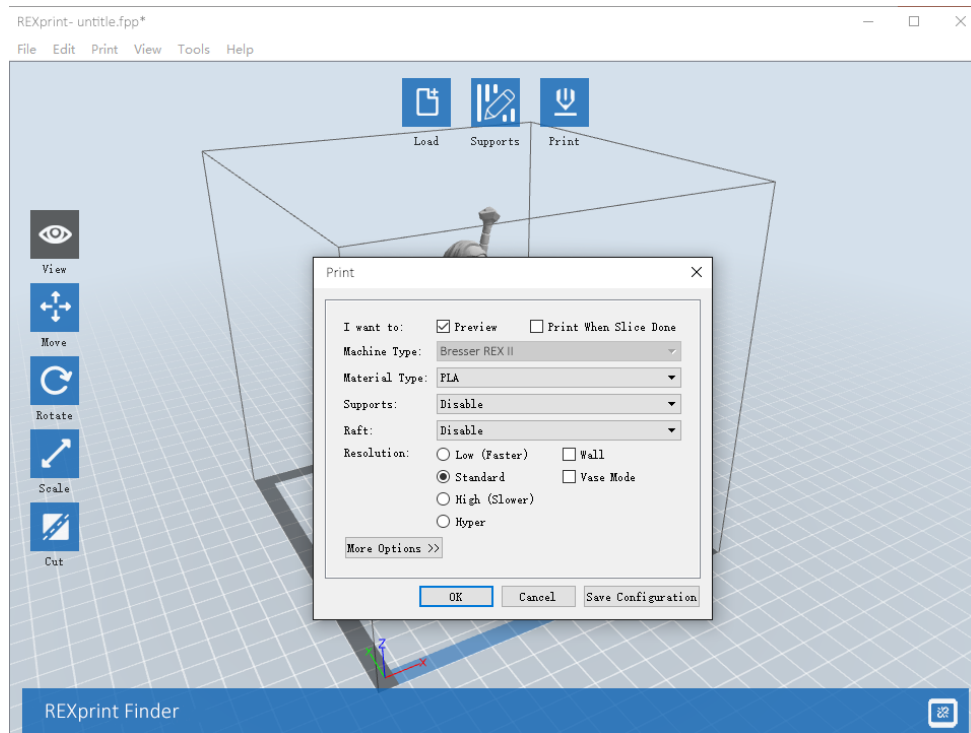 REXprint- untitle.fpp*
File Edit Print View Tools Help
Load Supports Print
View
Move
Rotate
Scale
Cut
Print
I want to: Preview Print When Slice Done
Machine Type: Bresser REX II
Material Type: PLA
Supports: Disable
Raft: Disable
Resolution: Low (Faster) Wall
Standard Vase Mode
High (Slower)
Hyper
More Options >>
OK Cancel Save Configuration
Z
Y
X
REXprint Finder